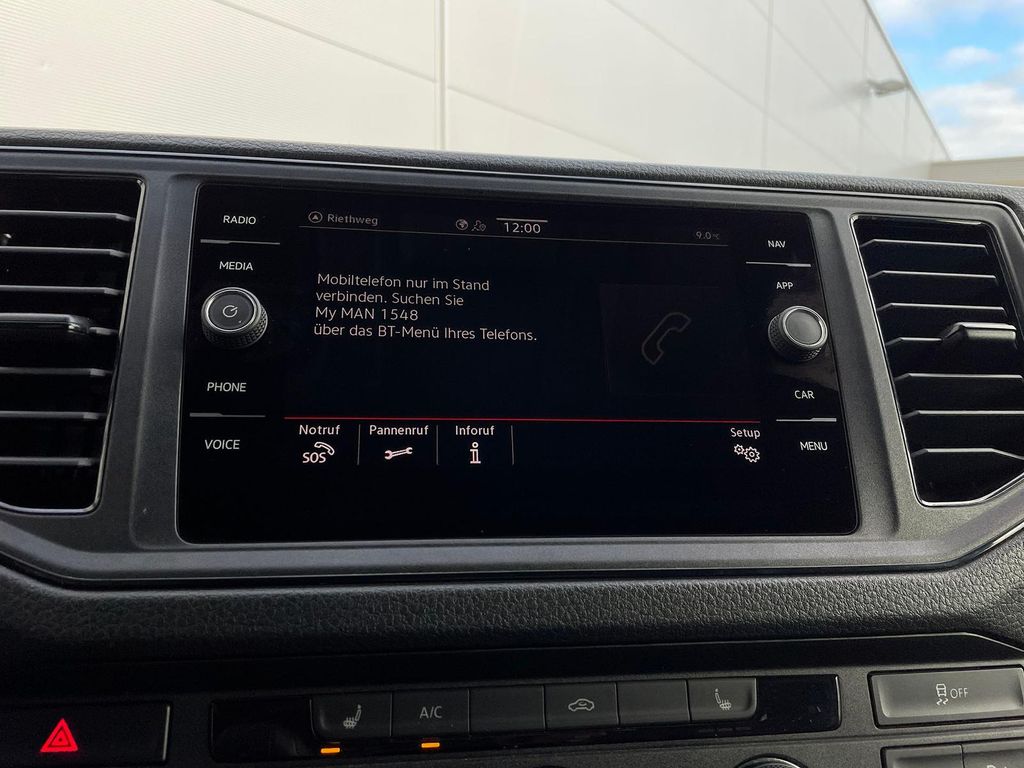 RADIO
MEDIA
PHONE
VOICE
Riethweg
12:00
9.0°C
Mobiltelefon nur im Stand
verbinden. Suchen Sie
My MAN 1548
über das BT-Menü Ihres Telefons.
Notruf
SOS
Pannenruf
Inforuf
i
Setup
NAV
APP
CAR
MENU
A/C
OFF